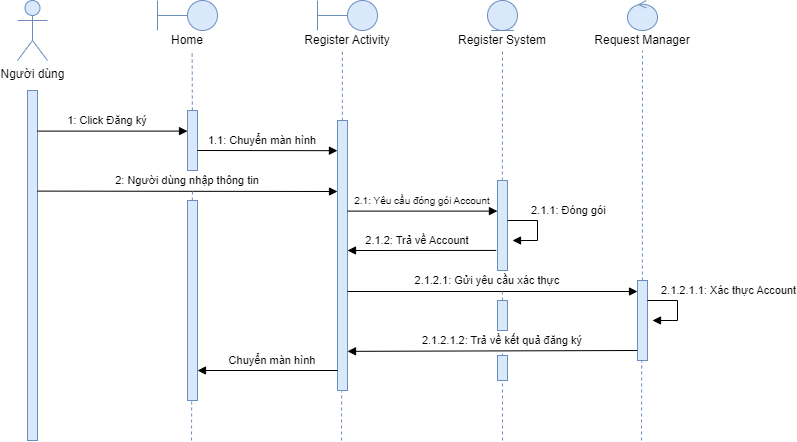 Home
Register Activity
Register System
Request Manager
Người dùng
1: Click Đăng ký
1.1: Chuyển màn hình
2: Người dùng nhập thông tin
2.1: Yêu cầu đóng gói Account
2.1.1: Đóng gói
2.1.2: Trả về Account
2.1.2.1: Gửi yêu cầu xác thực
2.1.2.1.1: Xác thực Account
2.1.2.1.2: Trả về kết quả đăng ký
Chuyển màn hình